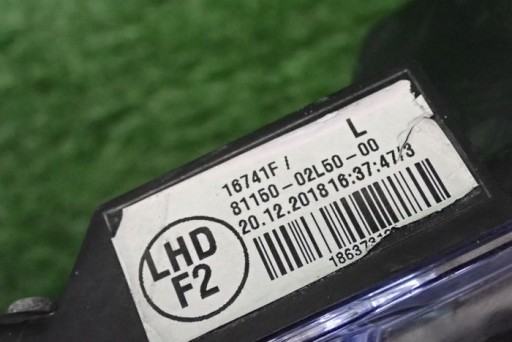 L
16741F /
81150-02L50-00
20.12.2018 16:37:47/3
LHD
F2